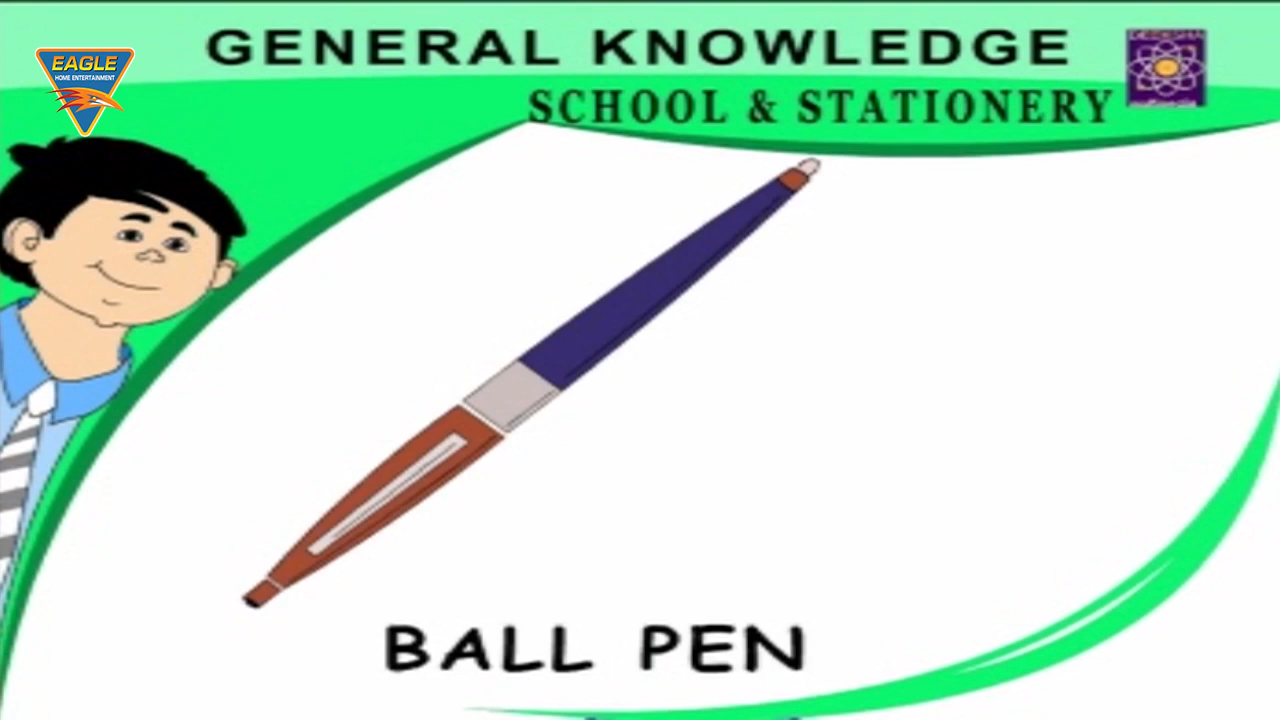 GENERAL KNOWLEDGE
EAGLE
HOME ENTERTAINMENT
SCHOOL & STATIONERY
BALL PEN